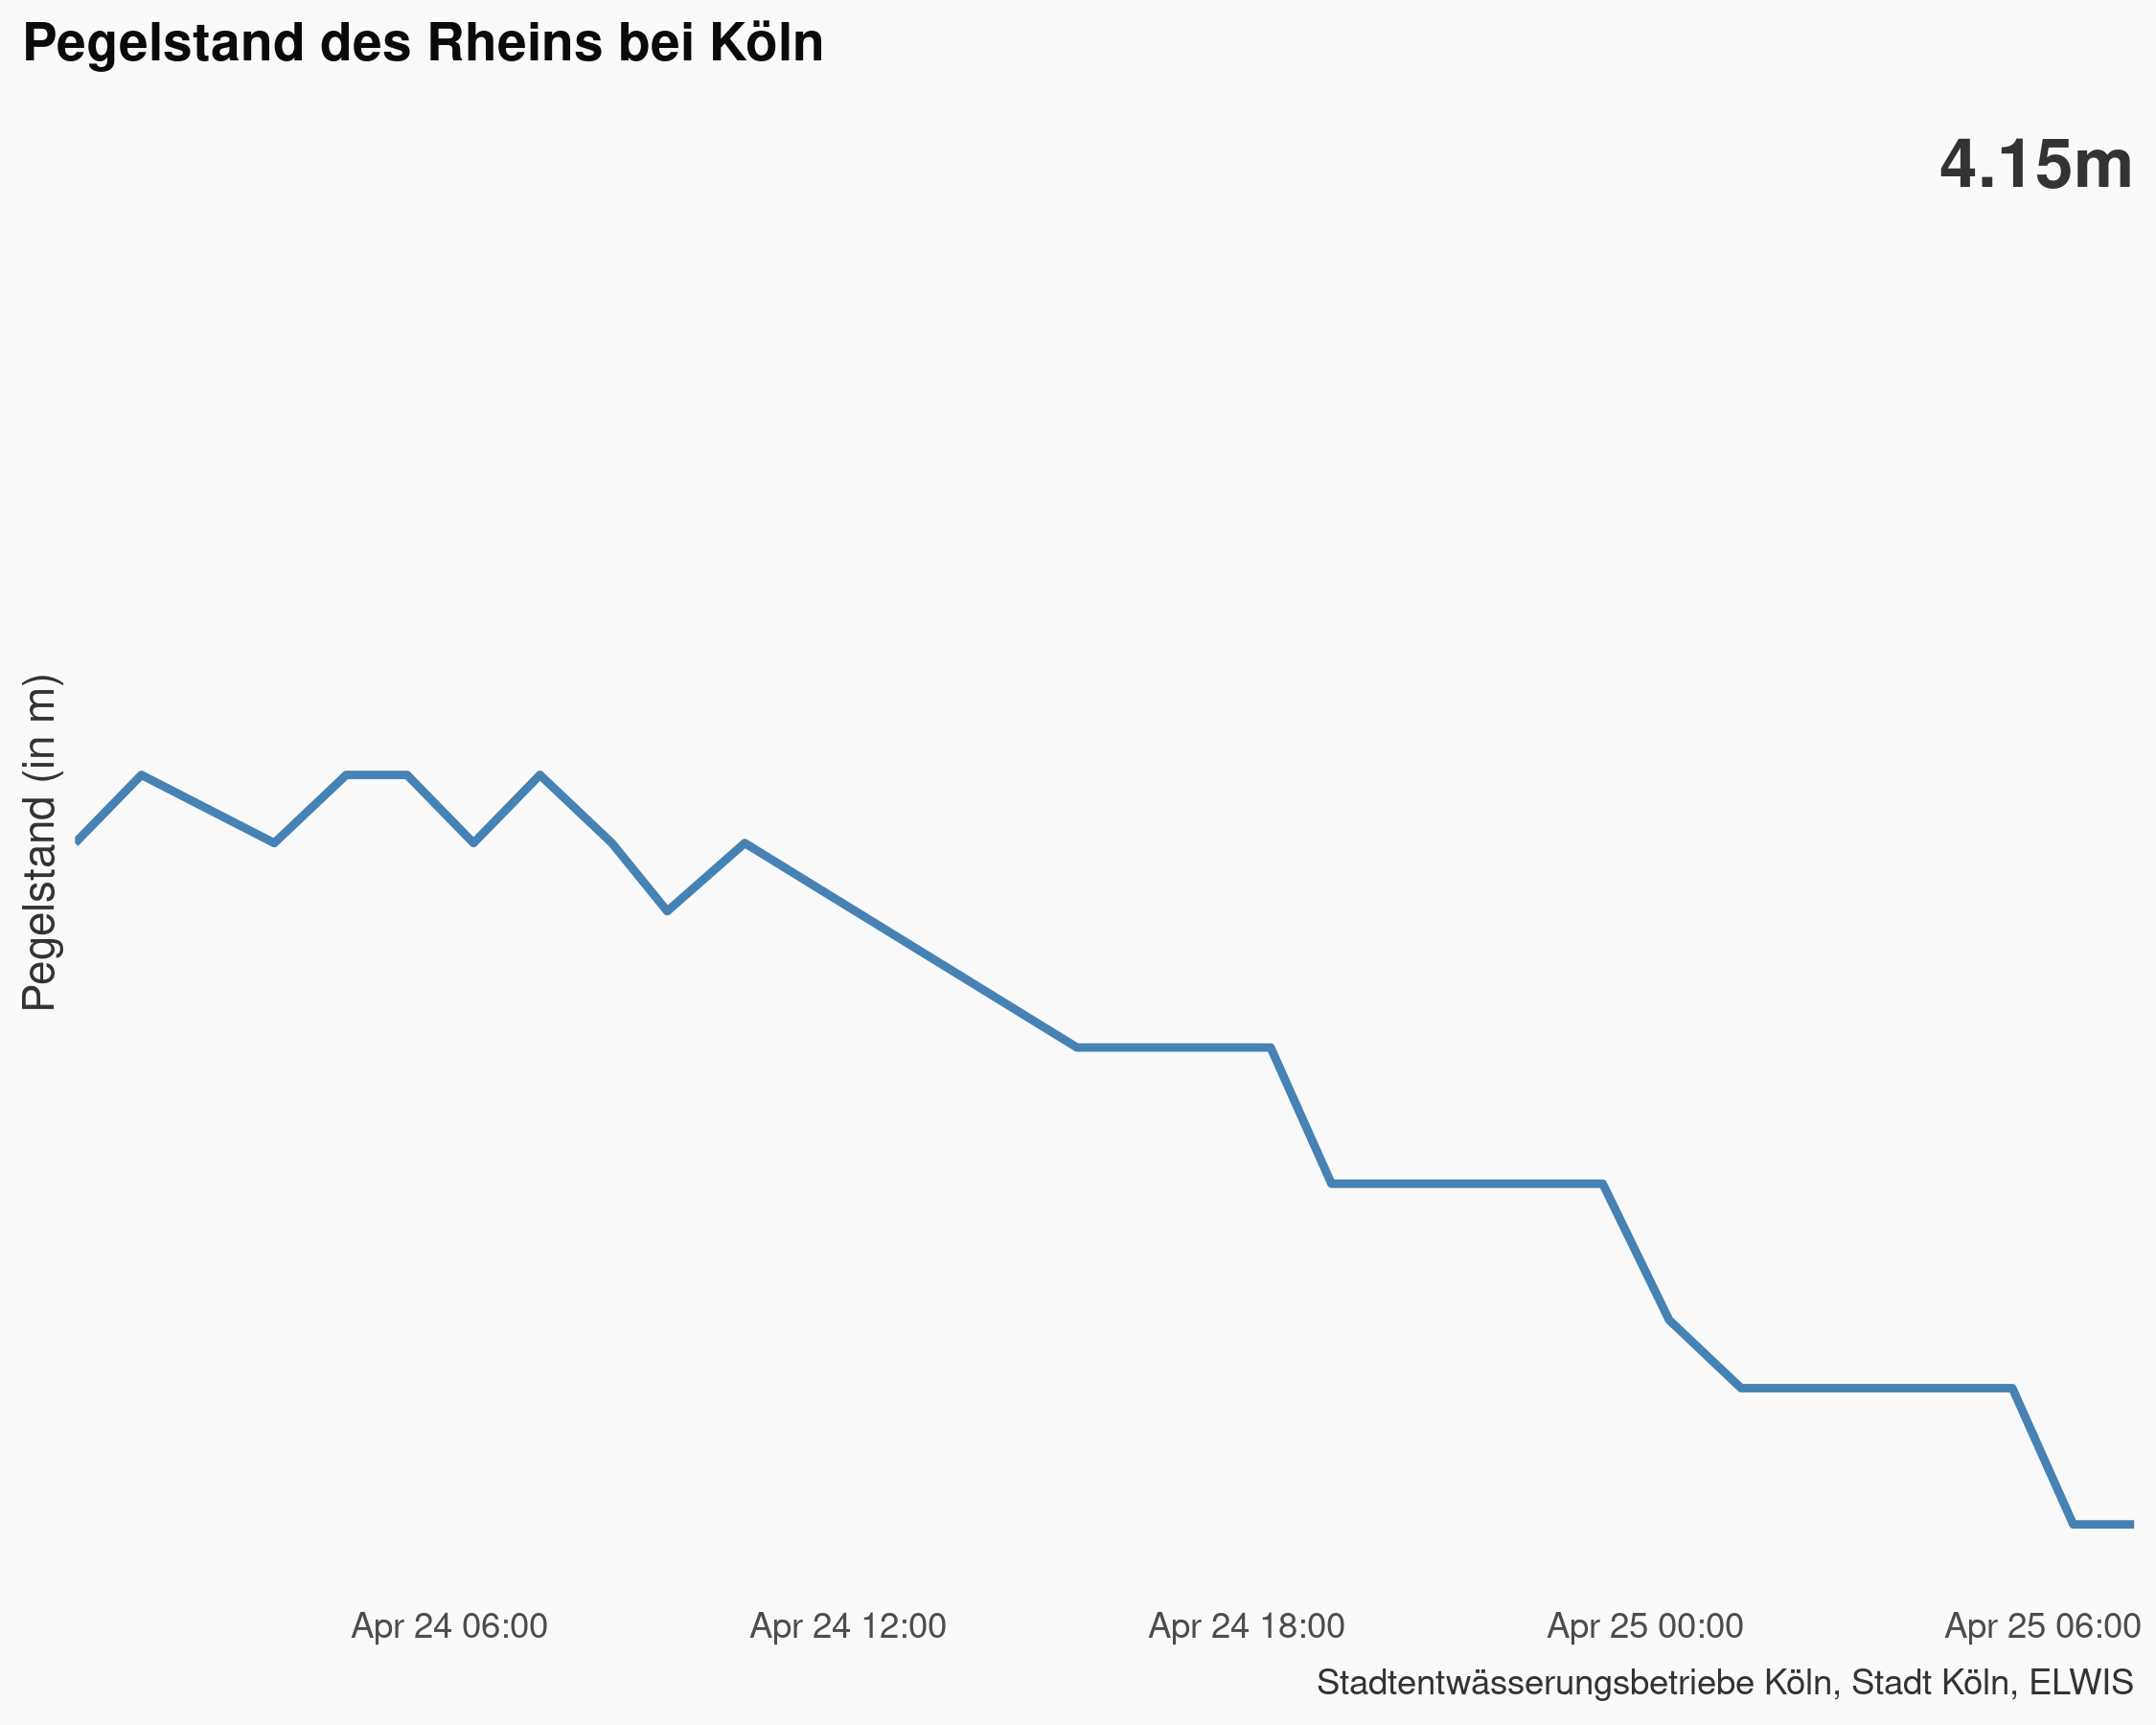 Pegelstand des Rheins bei Köln
4.15m
Pegelstand (in m)
Apr 24 06:00 Apr 24 12:00 Apr 24 18:00 Apr 25 00:00 Apr 25 06:00
Stadtentwässerungsbetriebe Köln, Stadt Köln, ELWIS